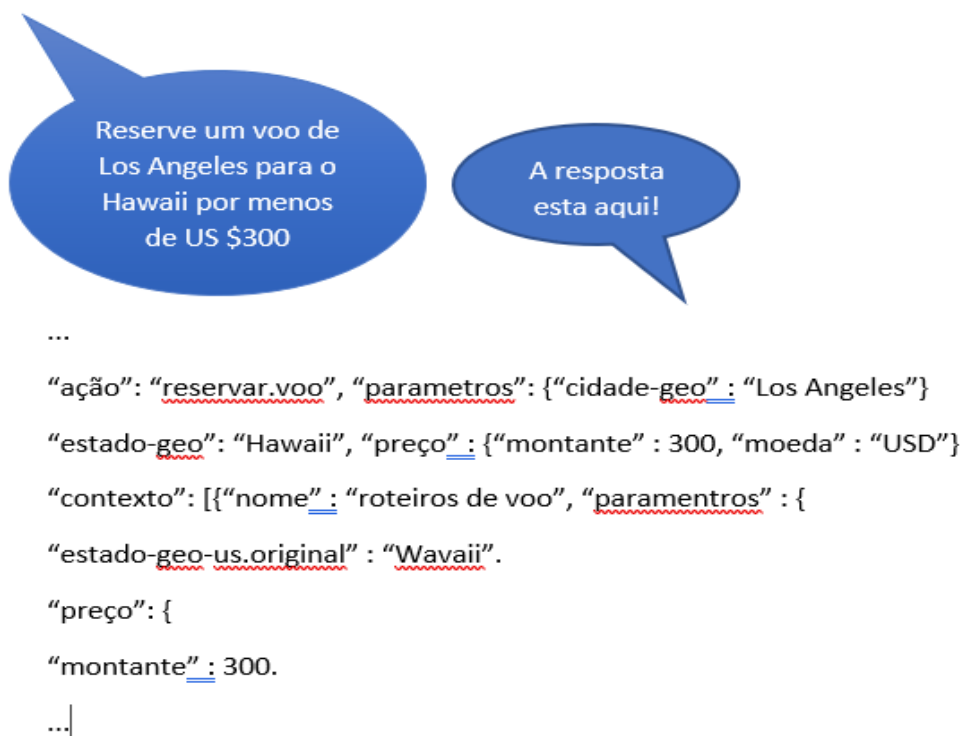 Reserve um voo de
Los Angeles para o
Hawaii por menos
de US $300
A resposta
esta aqui!
...
“ação”: “reservar.voo”, “parametros”: {“cidade-geo” : “Los Angeles”}
“estado-geo”: “Hawaii”, “preço” : {“montante” : 300, “moeda” : “USD”}
“contexto”: [{“nome” : “roteiros de voo”, “paramentros” : {
“estado-geo-us.original” : “Wavaii”.
“preço”: {
“montante” : 300.
...